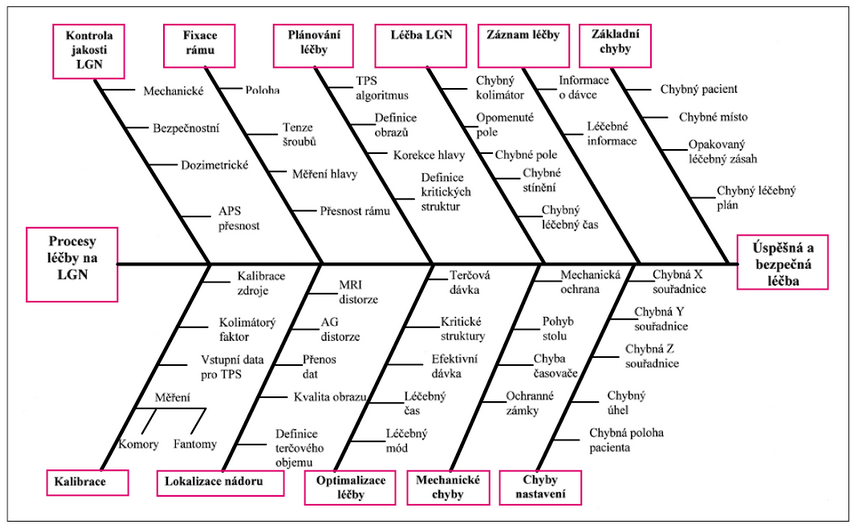 Kontrola
jakosti
LGN
Fixace
rámu
Plánování
léčby
Léčba LGN
Záznam léčby
Základní
chyby
Mechanické
Bezpečnostní
Dozimetrické
APS
přesnost
Poloha
Tenze
šroubů
Měření hlavy
Přesnost rámu
TPS
algoritmus
Definice
obrazů
Korekce hlavy
Definice
kritických
struktur
Chybný
kolimátor
Opomenuté
pole
Chybné pole
Chybné
stínění
Chybný
léčebný čas
Informace
o dávce
Léčebné
informace
Chybný pacient
Chybné místo
Opakovaný
léčebný zásah
Chybný léčebný
plán
Procesy
léčby na
LGN
Úspěšná a
bezpečná
léčba
Kalibrace
zdroje
Kolimátorý
faktor
Vstupní data
pro TPS
Měření
Komory
Fantomy
MRI
distorze
AG
distorze
Přenos
dat
Kvalita obrazu
Definice
terčového
objemu
Terčová
dávka
Kritické
struktury
Efektivní
dávka
Léčebný
čas
Léčebný
mód
Mechanická
ochrana
Pohyb
stolu
Chyba
časovače
Ochranné
zámky
Chybná X
souřadnice
Chybná Y
souřadnice
Chybná Z
souřadnice
Chybný
úhel
Chybná poloha
pacienta
Kalibrace
Lokalizace nádoru
Optimalizace
léčby
Mechanické
chyby
Chyby
nastavení